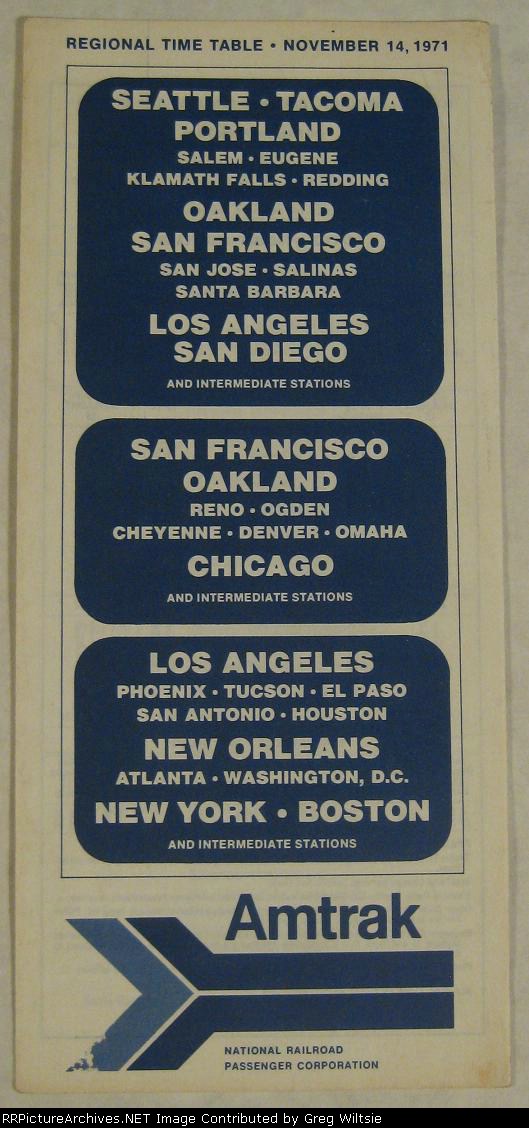 REGIONAL TIME TABLE • NOVEMBER 14, 1971
SEATTLE • TACOMA
PORTLAND
SALEM • EUGENE
KLAMATH FALLS • REDDING
OAKLAND
SAN FRANCISCO
SAN JOSE • SALINAS
SANTA BARBARA
LOS ANGELES
SAN DIEGO
AND INTERMEDIATE STATIONS
SAN FRANCISCO
OAKLAND
RENO • OGDEN
CHEYENNE • DENVER • OMAHA
CHICAGO
AND INTERMEDIATE STATIONS
LOS ANGELES
PHOENIX • TUCSON • EL PASO
SAN ANTONIO • HOUSTON
NEW ORLEANS
ATLANTA • WASHINGTON, D.C.
NEW YORK • BOSTON
AND INTERMEDIATE STATIONS
Amtrak
NATIONAL RAILROAD
PASSENGER CORPORATION
RRPictureArchives.NET Image Contributed by Greg Wiltsie